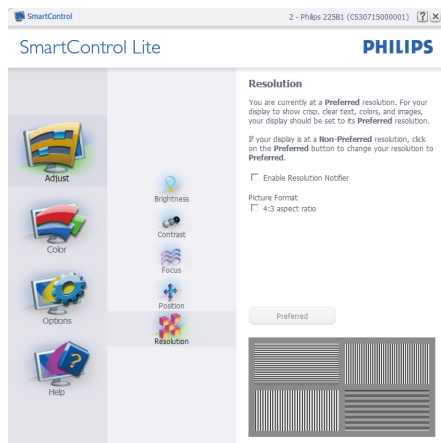 SmartControl
2 - Philips 225B1 (CS30715000001)
?
SmartControl Lite
PHILIPS
Adjust
Color
Options
Help
Brightness
Contrast
Focus
Position
Resolution
Resolution
You are currently at a Preferred resolution. For your
display to show crisp, clear text, colors, and images,
your display should be set to its Preferred resolution.
If your display is at a Non-Preferred resolution, click
on the Preferred button to change your resolution to
Preferred.
Enable Resolution Notifier
Picture Format
4:3 aspect ratio
Preferred